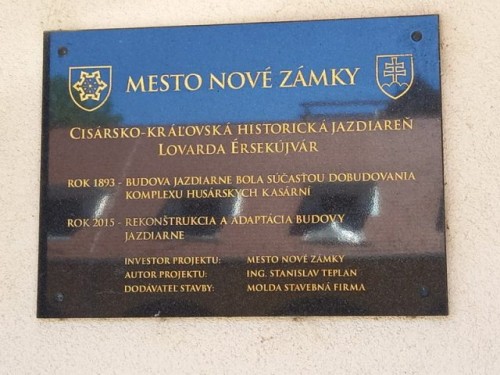 MESTO NOVÉ ZÁMKY
CISÁRSKO-KRÁĽOVSKÁ HISTORICKÁ JAZDIAREŇ
LOVARDA ÉRSEKÚJVÁR
ROK 1893 - BUDOVA JAZDIARNE BOLA SÚČASŤOU DOBUDOVANIA
KOMPLEXU HUSÁRSKYCH KASÁRNÍ
ROK 2015 - REKONŠTRUKCIA A ADAPTÁCIA BUDOVY
JAZDIARNE
INVESTOR PROJEKTU: MESTO NOVÉ ZÁMKY
AUTOR PROJEKTU: ING. STANISLAV TEPLAN
DODÁVATEĽ STAVBY: MOLDA STAVEBNÁ FIRMA